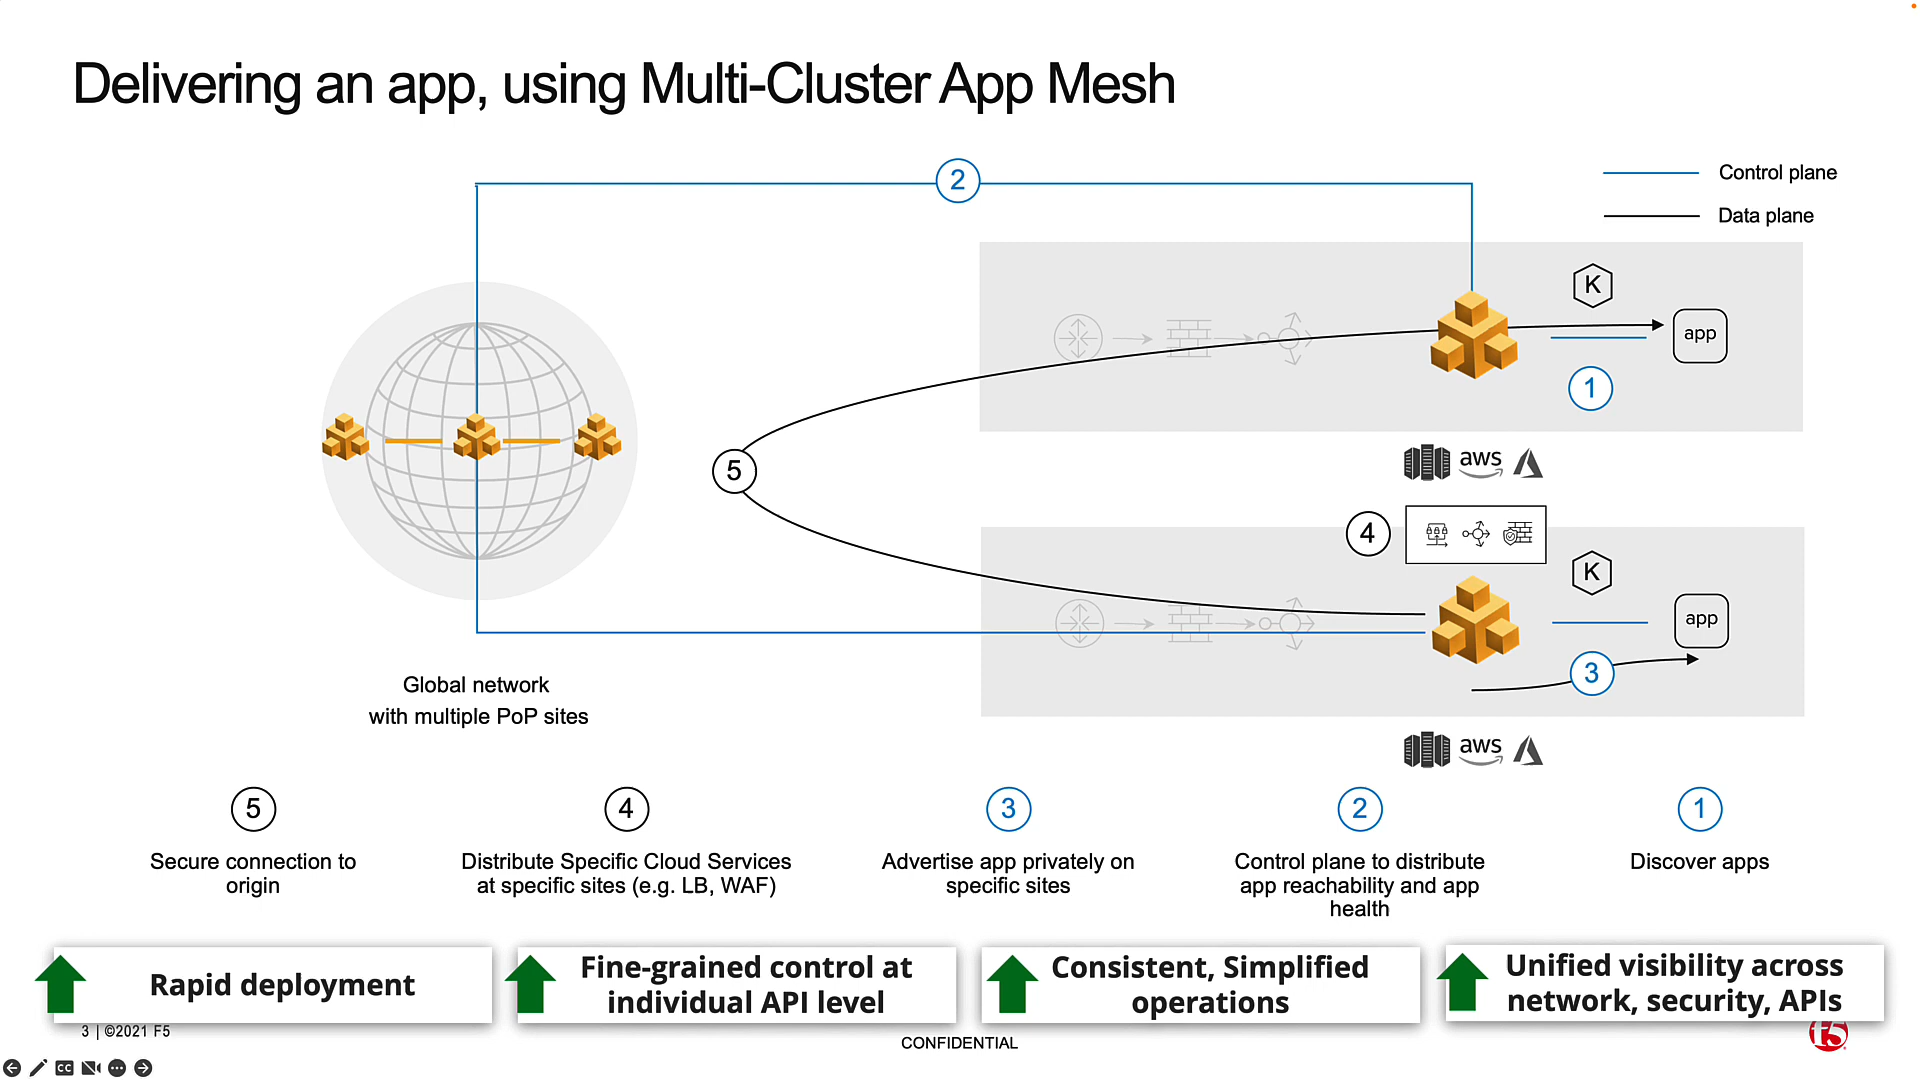 Delivering an app, using Multi-Cluster App Mesh
2
Control plane
Data plane
K
app
1
5
aws
4
K
app
3
aws
Global network
with multiple PoP sites
5
4
3
2
1
Secure connection to
origin
Distribute Specific Cloud Services
at specific sites (e.g. LB, WAF)
Advertise app privately on
specific sites
Control plane to distribute
app reachability and app
health
Discover apps
Rapid deployment
Fine-grained control at
individual API level
Consistent, Simplified
operations
Unified visibility across
network, security, APIs
3 | ©2021 F5
CONFIDENTIAL
f5
CC